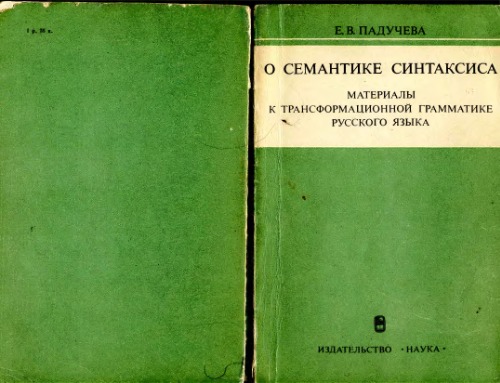 Е. В. ПАДУЧЕВА
О СЕМАНТИКЕ СИНТАКСИСА
МАТЕРИАЛЫ
К ТРАНСФОРМАЦИОННОЙ ГРАММАТИКЕ
РУССКОГО ЯЗЫКА
ИЗДАТЕЛЬСТВО «НАУКА»